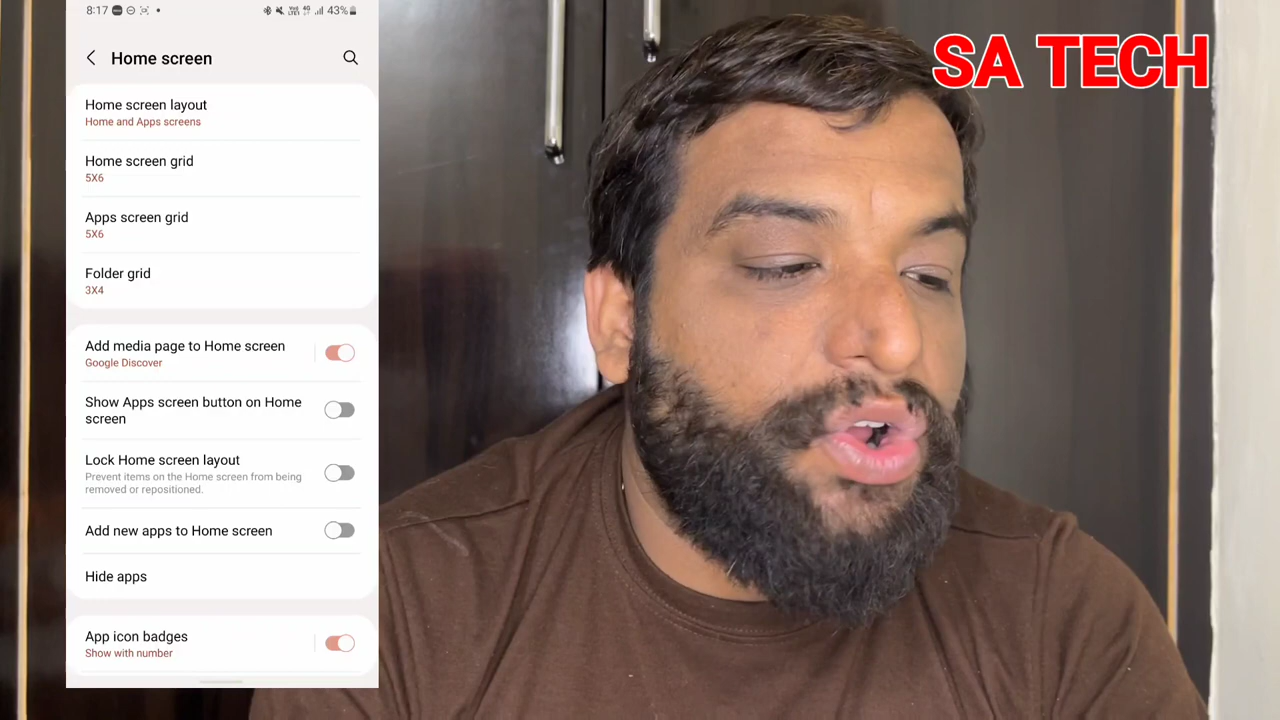 8:17
VoI
LTE1
4G
43%
Home screen
Home screen layout
Home and Apps screens
Home screen grid
5X6
Apps screen grid
5X6
Folder grid
3X4
Add media page to Home screen
Google Discover
Show Apps screen button on Home
screen
Lock Home screen layout
Prevent items on the Home screen from being
removed or repositioned.
Add new apps to Home screen
Hide apps
App icon badges
Show with number
SA TECH